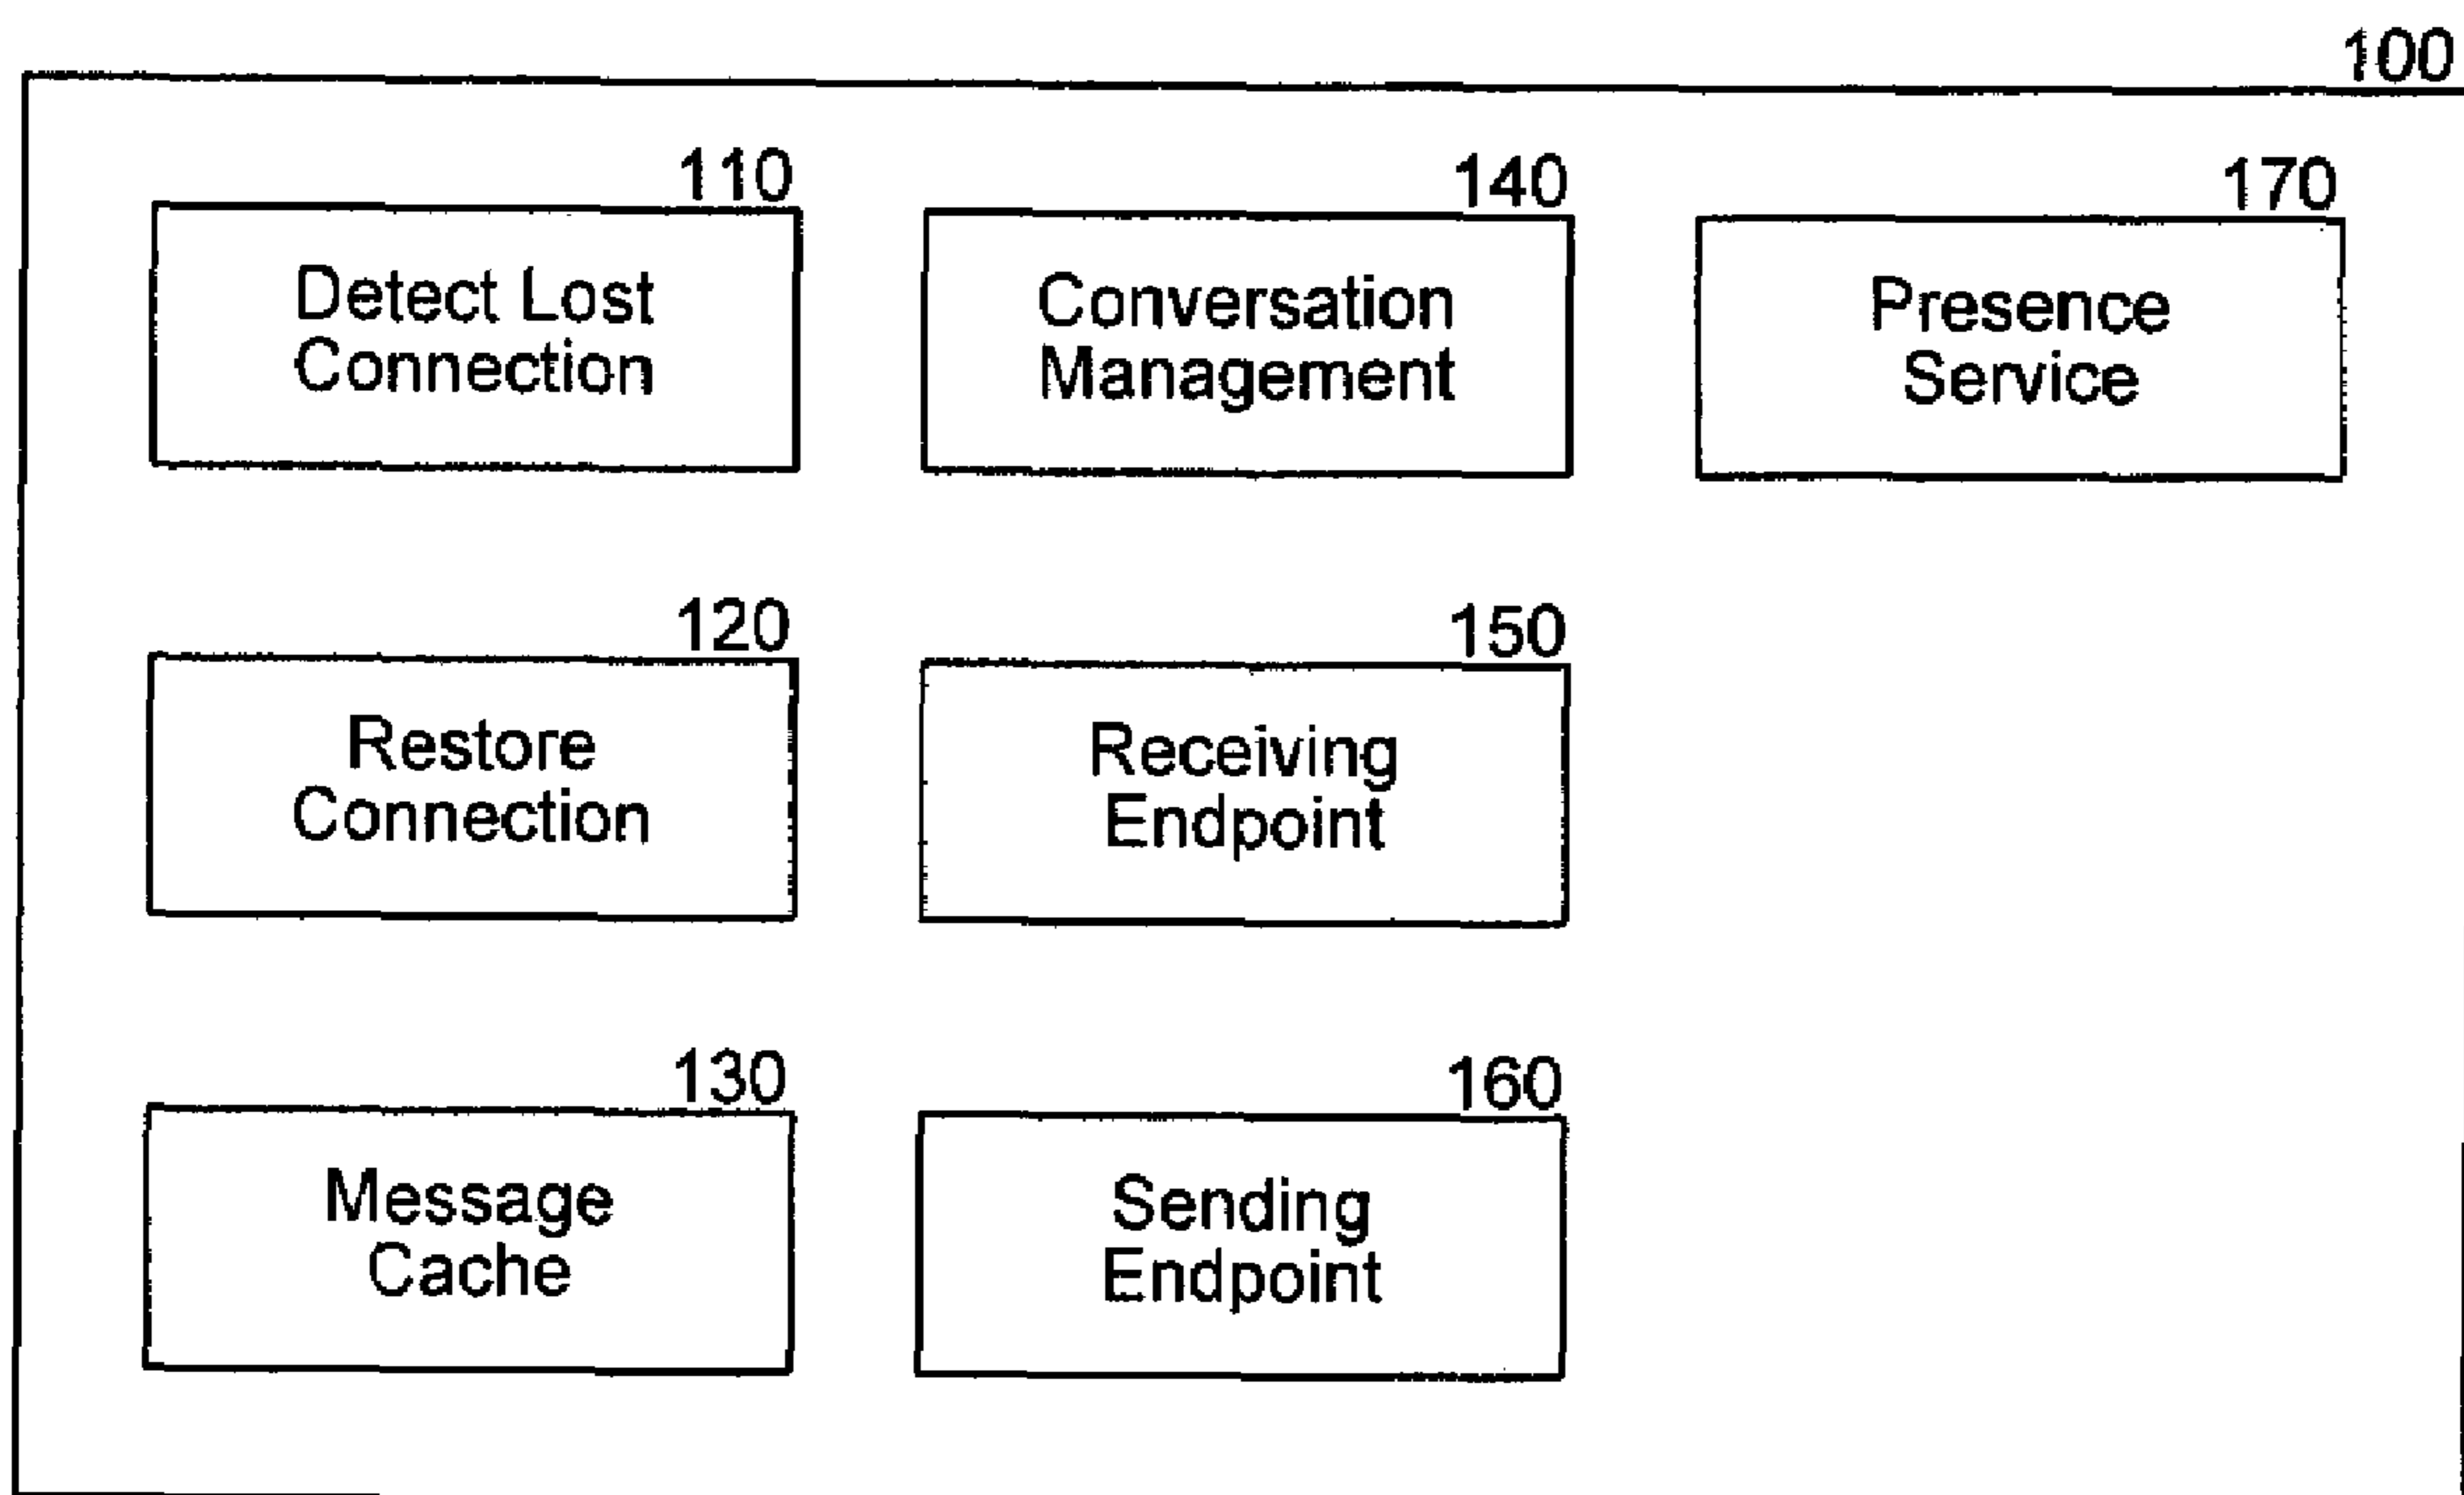 100
110
Detect Lost
Connection
140
Conversation
Management
170
Presence
Service
120
Restore
Connection
150
Receiving
Endpoint
130
Message
Cache
160
Sending
Endpoint